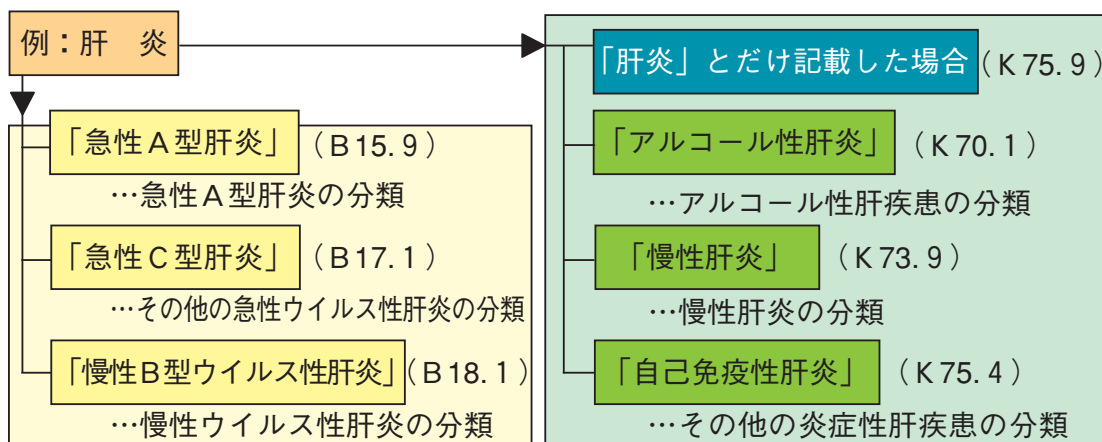 例：肝　炎
「急性Ａ型肝炎」（Ｂ15.9）
…急性Ａ型肝炎の分類
「急性Ｃ型肝炎」（Ｂ17.1）
…その他の急性ウイルス性肝炎の分類
「慢性Ｂ型ウイルス性肝炎」（Ｂ18.1）
…慢性ウイルス性肝炎の分類
「肝炎」とだけ記載した場合（Ｋ75.9）
「アルコール性肝炎」（Ｋ70.1）
…アルコール性肝疾患の分類
「慢性肝炎」（Ｋ73.9）
…慢性肝炎の分類
「自己免疫性肝炎」（Ｋ75.4）
…その他の炎症性肝疾患の分類